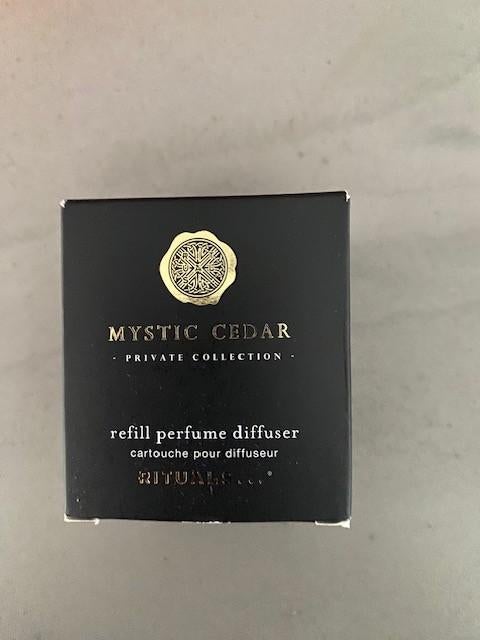 MYSTIC CEDAR
- PRIVATE COLLECTION -
refill perfume diffuser
cartouche pour diffuseur
RITUALS...®